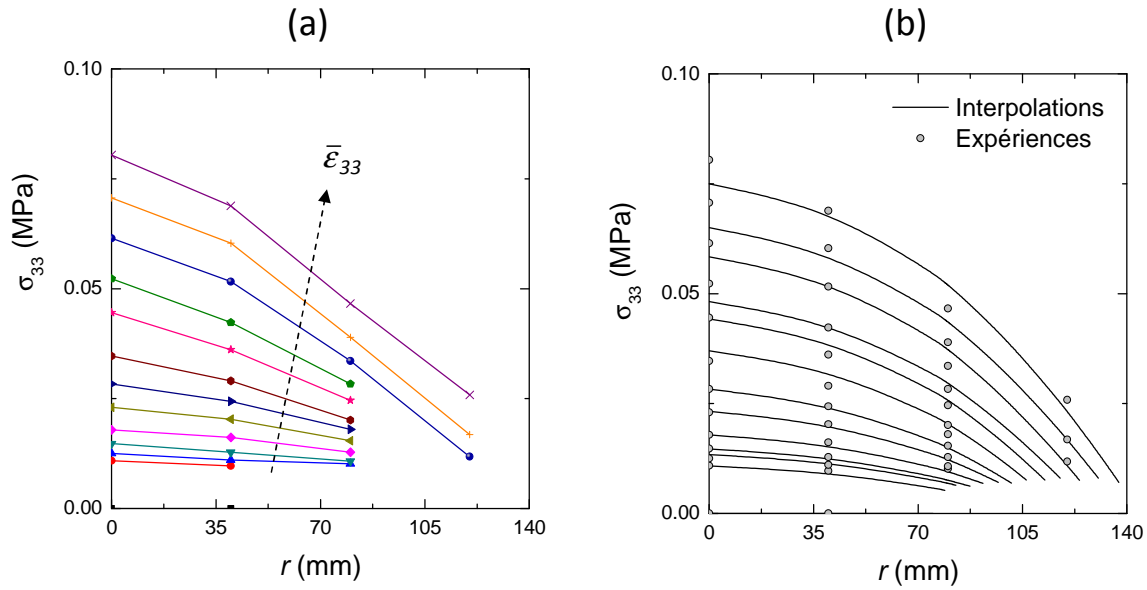 (a)
0.10
0.05
0.00
0
35
70
105
140
σ33 (MPa)
r (mm)
ε̅33
(b)
0.10
0.05
0.00
0
35
70
105
140
σ33 (MPa)
r (mm)
Interpolations
Expériences